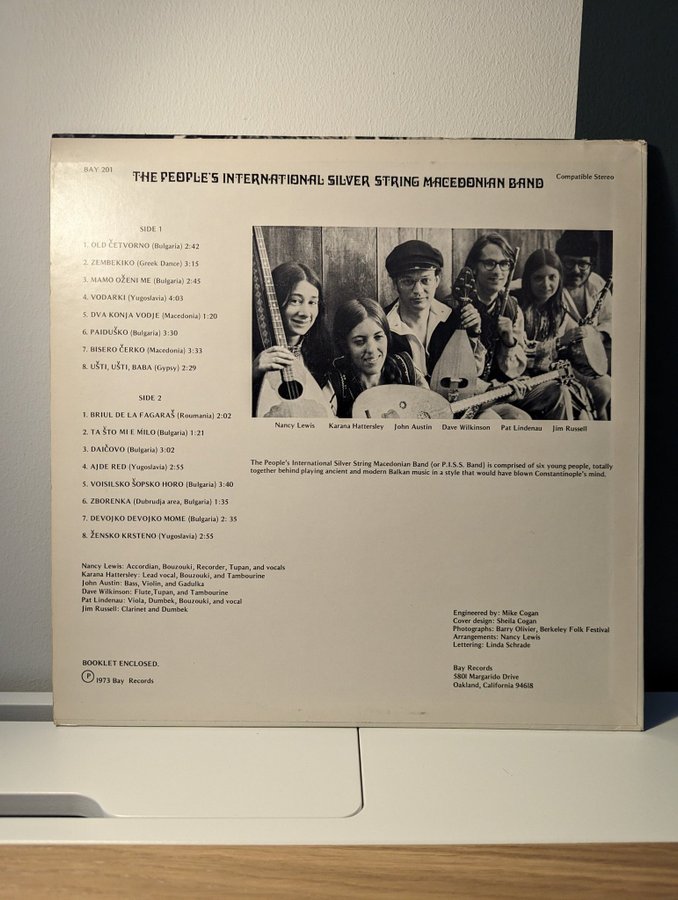 BAY 201
THE PEOPLE'S INTERNATIONAL SILVER STRING MACEDONIAN BAND
Compatible Stereo
SIDE 1
1. OLD ČETVORNO (Bulgaria) 2:42
2. ZEMBEKIKO (Greek Dance) 3:15
3. MAMO OŽENI ME (Bulgaria) 2:45
4. VODARKI (Yugoslavia) 4:03
5. DVA KONJA VODJE (Macedonia) 1:20
6. PAIDUŠKO (Bulgaria) 3:30
7. BISERO ČERKO (Macedonia) 3:33
8. UŠTI, UŠTI, BABA (Gypsy) 2:29
SIDE 2
1. BRIUL DE LA FAGARAŠ (Roumania) 2:02
2. TA ŠTO MI E MILO (Bulgaria) 1:21
3. DAIČOVO (Bulgaria) 3:02
4. AJDE RED (Yugoslavia) 2:55
5. VOISILSKO ŠOPSKO HORO (Bulgaria) 3:40
6. ZBORENKA (Dubrudja area, Bulgaria) 1:35
7. DEVOJKO DEVOJKO MOME (Bulgaria) 2: 35
8. ŽENSKO KRSTENO (Yugoslavia) 2:55
Nancy Lewis Karana Hattersley John Austin Dave Wilkinson Pat Lindenau Jim Russell
The People's International Silver String Macedonian Band (or P.I.S.S. Band) is comprised of six young people, totally
together behind playing ancient and modern Balkan music in a style that would have blown Constantinople's mind.
Nancy Lewis: Accordian, Bouzouki, Recorder, Tupan, and vocals
Karana Hattersley: Lead vocal, Bouzouki, and Tambourine
John Austin: Bass, Violin, and Gadulka
Dave Wilkinson: Flute, Tupan, and Tambourine
Pat Lindenau: Viola, Dumbek, Bouzouki, and vocal
Jim Russell: Clarinet and Dumbek
Engineered by: Mike Cogan
Cover design: Sheila Cogan
Photographs: Barry Olivier, Berkeley Folk Festival
Arrangements: Nancy Lewis
Lettering: Linda Schrade
BOOKLET ENCLOSED.
Ⓟ 1973 Bay Records
Bay Records
5801 Margarido Drive
Oakland, California 94618